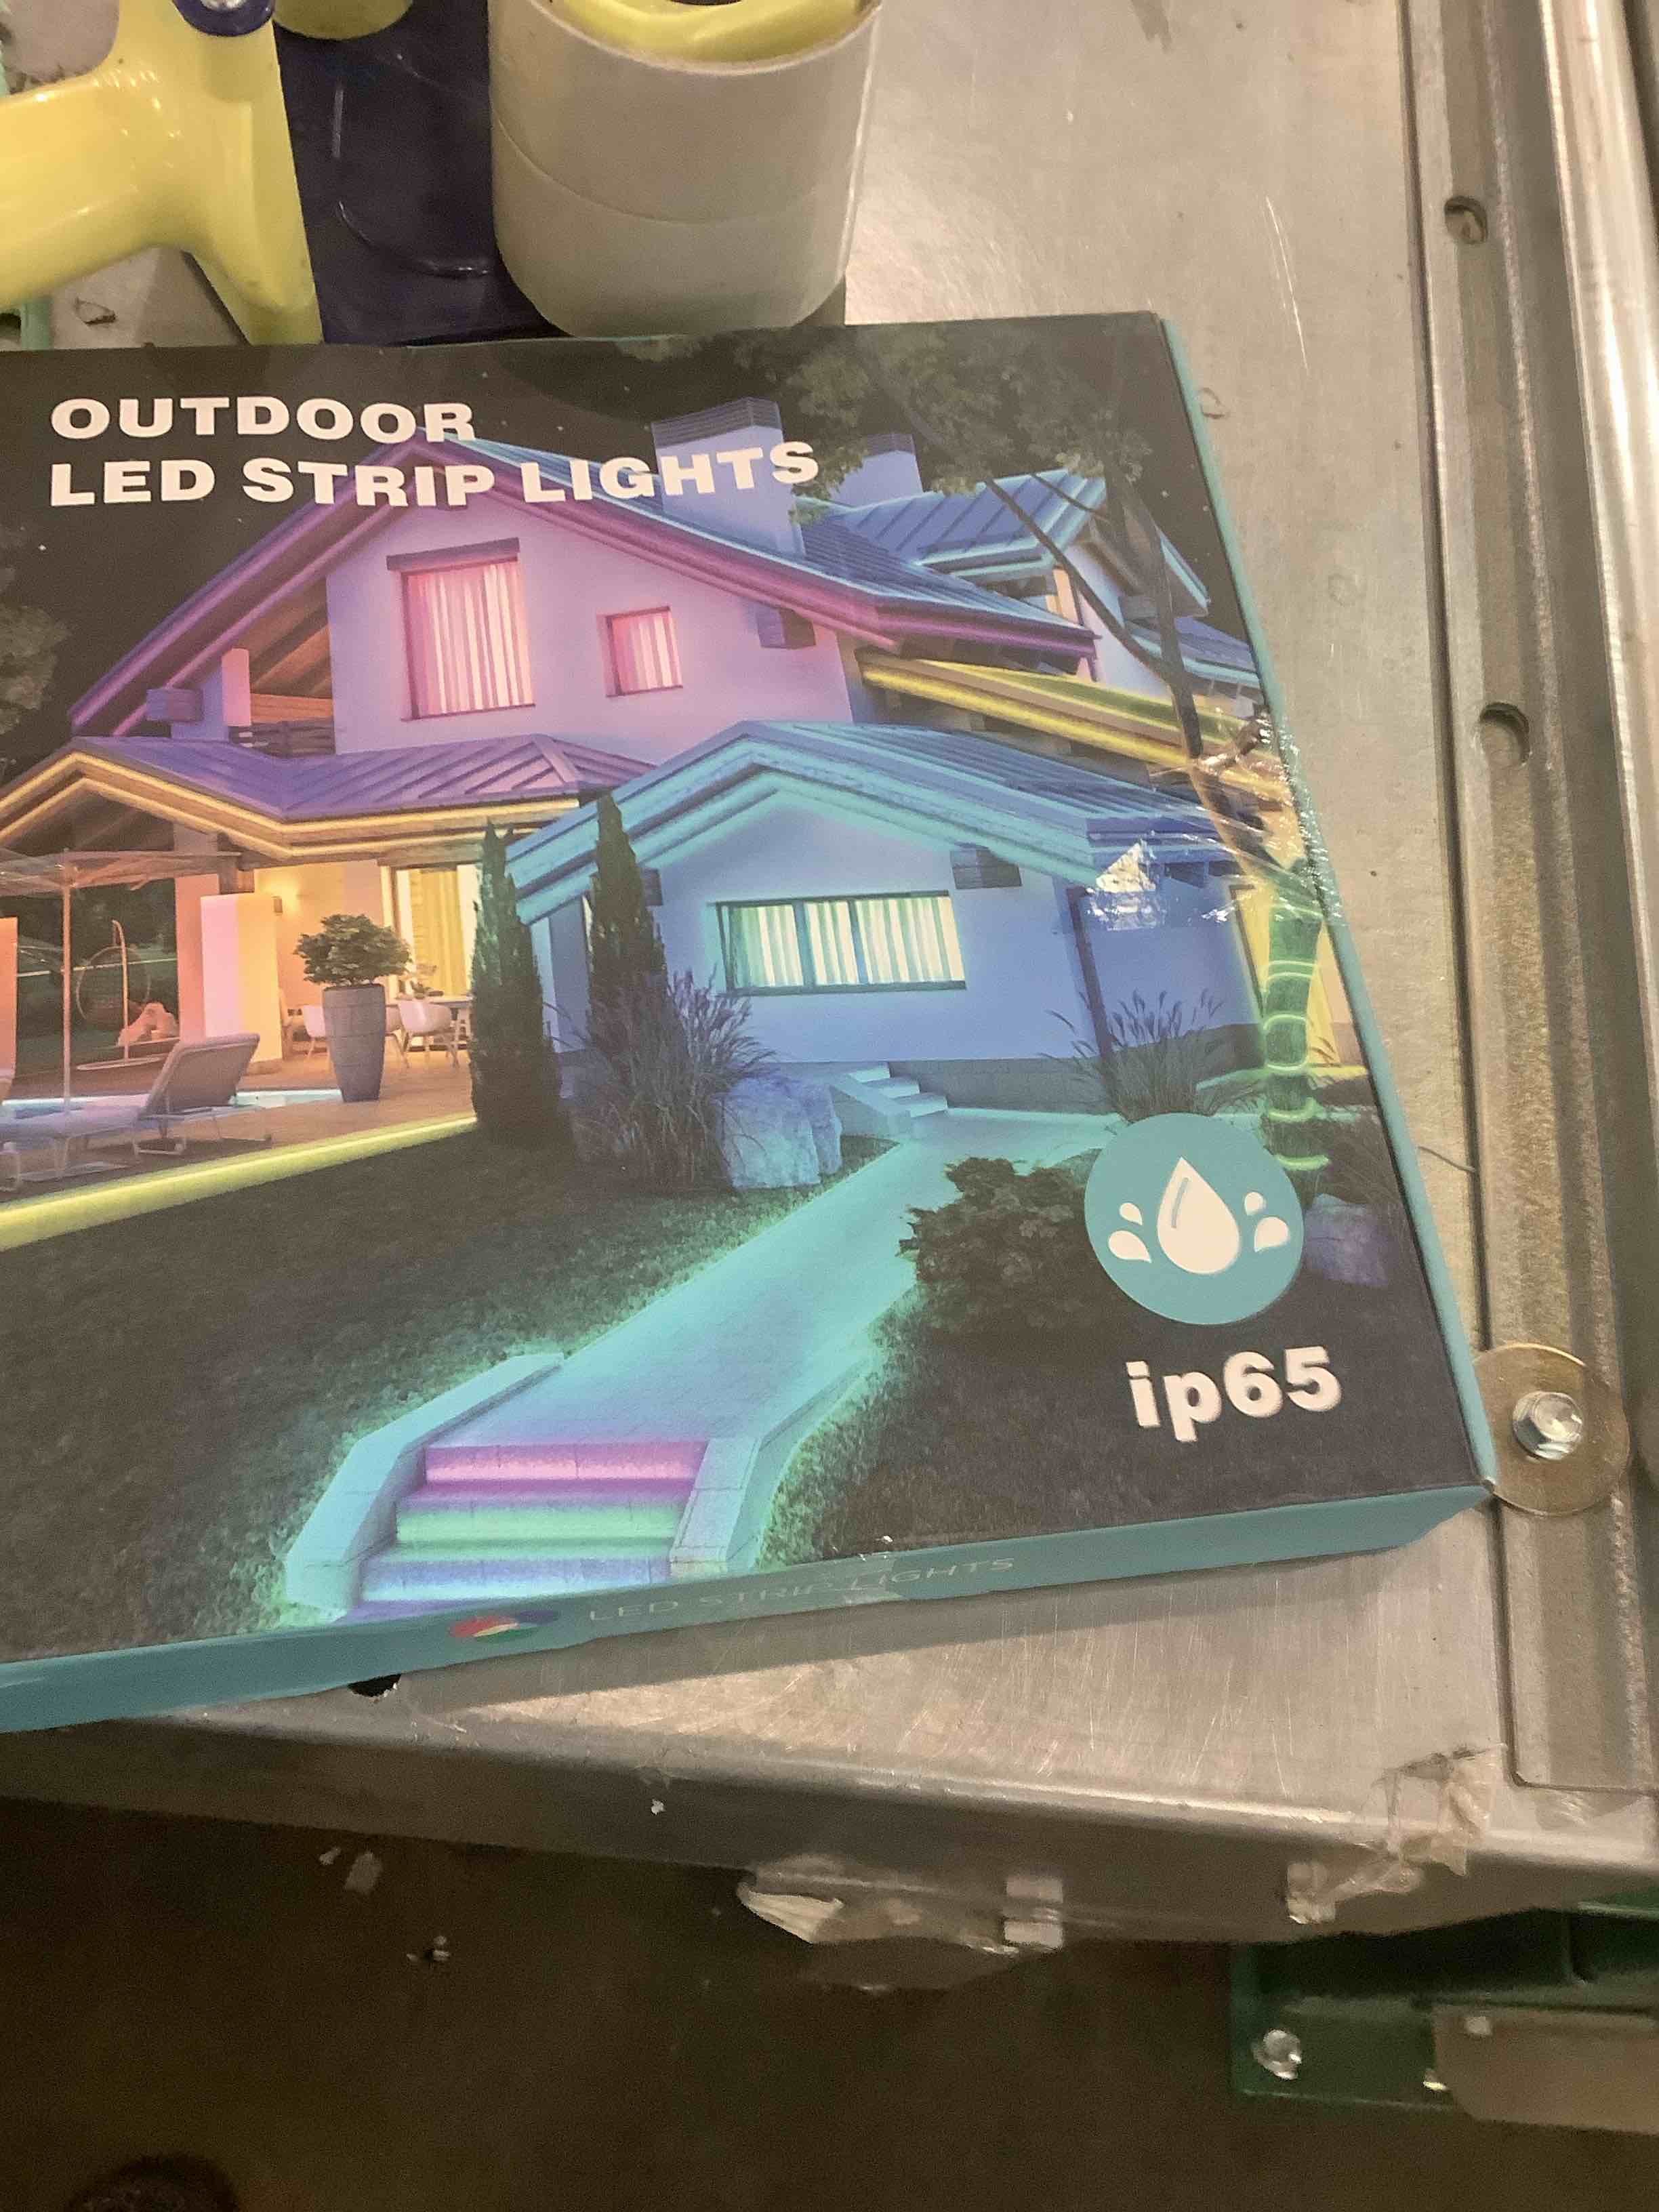 OUTDOOR
LED STRIP LIGHTS
ip65
LED STRIP LIGHTS